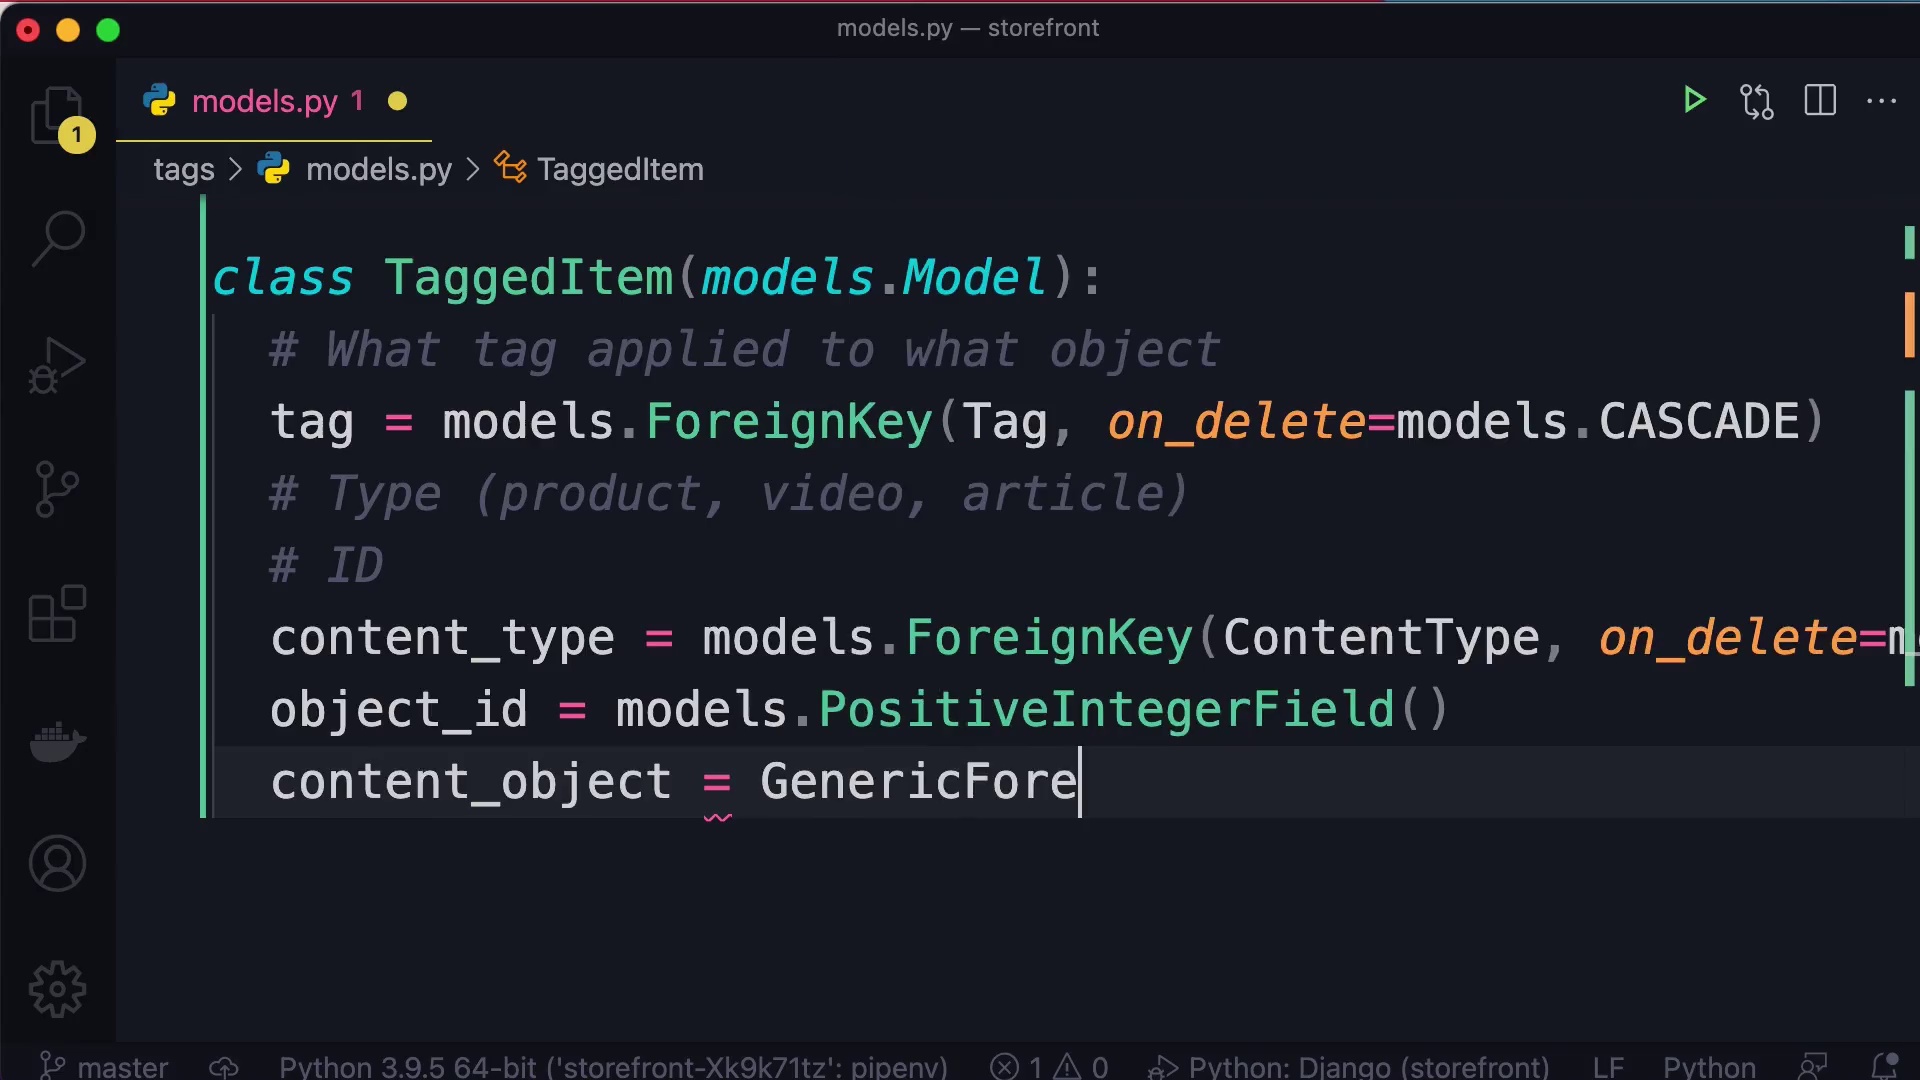 models.py — storefront
models.py 1
1
tags > models.py > TaggedItem
class TaggedItem(models.Model):
# What tag applied to what object
tag = models.ForeignKey(Tag, on_delete=models.CASCADE)
# Type (product, video, article)
# ID
content_type = models.ForeignKey(ContentType, on_delete=m
object_id = models.PositiveIntegerField()
content_object = GenericFore
master Python 3.9.5 64-bit ('storefront-Xk9k71tz': pipenv) 1 0 Python: Django (storefront) LF Python